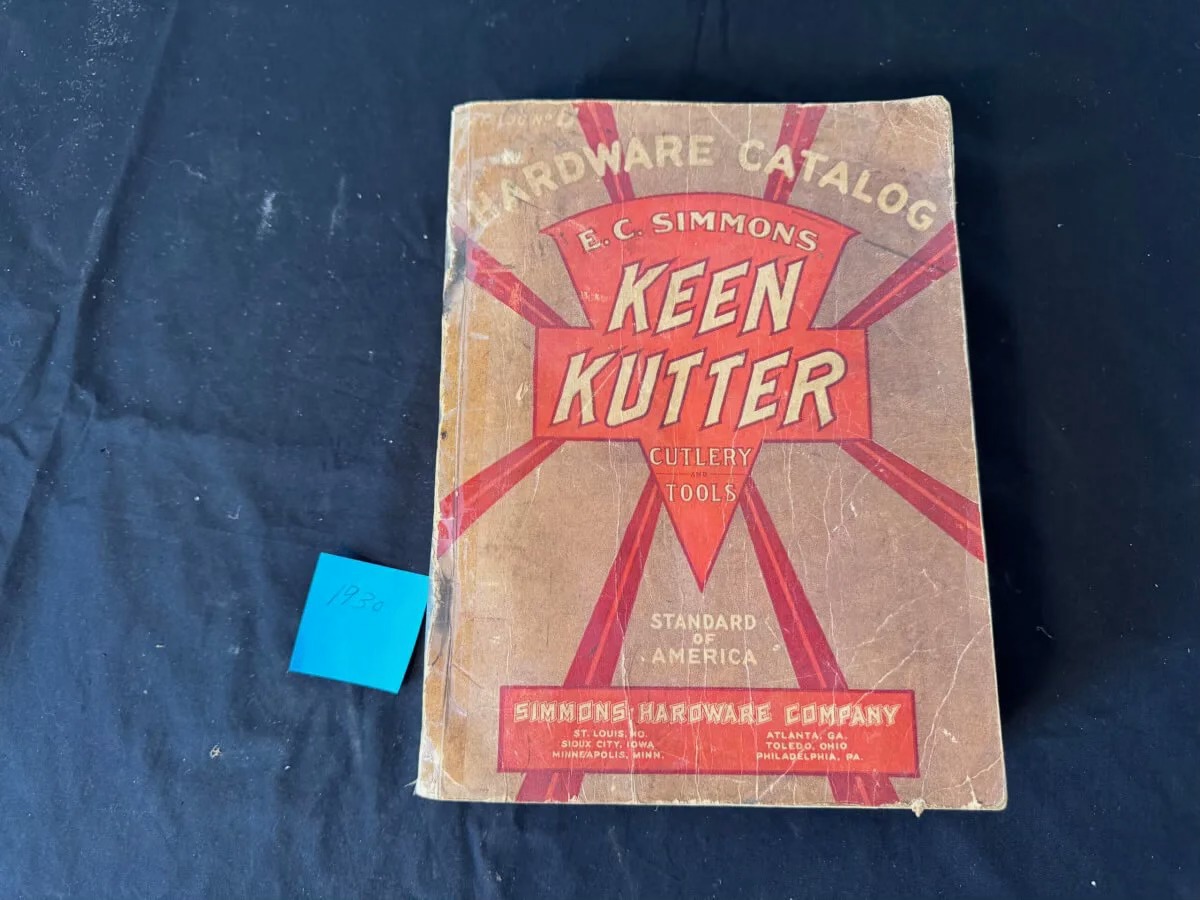 HARDWARE CATALOG
E. C. SIMMONS
KEEN
KUTTER
CUTLERY
AND
TOOLS
STANDARD
OF
AMERICA
SIMMONS HARDWARE COMPANY
ST. LOUIS, MO.
SIOUX CITY, IOWA
MINNEAPOLIS, MINN.
ATLANTA, GA.
TOLEDO, OHIO
PHILADELPHIA, PA.
1930